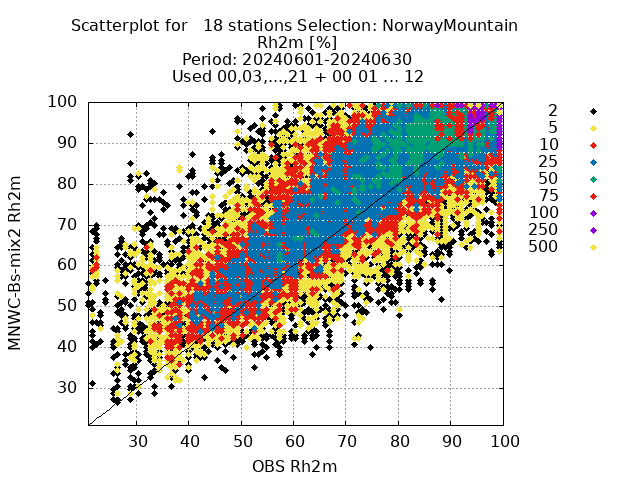 Scatterplot for   18 stations Selection: NorwayMountain
Rh2m [%]
Period: 20240601-20240630
Used 00,03,...,21 + 00 01 ... 12
MNWC-Bs-mix2 Rh2m
100
90
80
70
60
50
40
30
30 40 50 60 70 80 90 100
OBS Rh2m
2
5
10
25
50
75
100
250
500